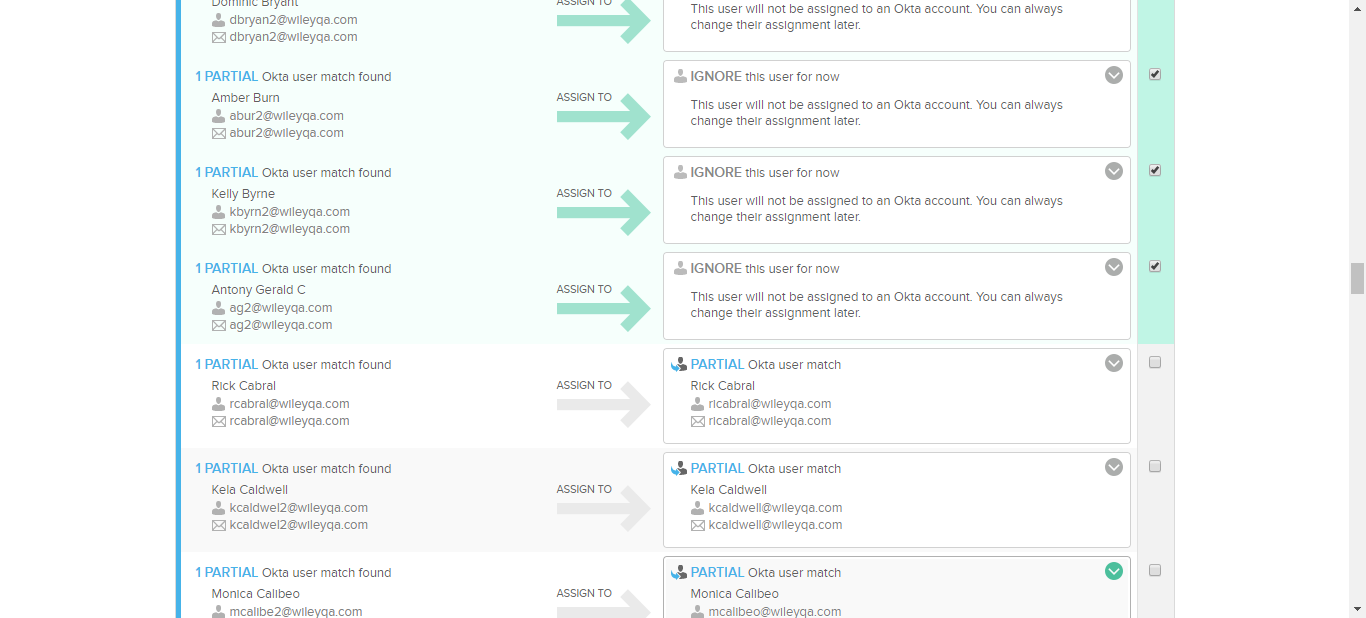 Dominic Bryant
dbryan2@wileyqa.com
dbryan2@wileyqa.com
ASSIGN TO
This user will not be assigned to an Okta account. You can always
change their assignment later.
1 PARTIAL Okta user match found
Amber Burn
abur2@wileyqa.com
abur2@wileyqa.com
ASSIGN TO
IGNORE this user for now
This user will not be assigned to an Okta account. You can always
change their assignment later.
1 PARTIAL Okta user match found
Kelly Byrne
kbyrn2@wileyqa.com
kbyrn2@wileyqa.com
ASSIGN TO
IGNORE this user for now
This user will not be assigned to an Okta account. You can always
change their assignment later.
1 PARTIAL Okta user match found
Antony Gerald C
ag2@wileyqa.com
ag2@wileyqa.com
ASSIGN TO
IGNORE this user for now
This user will not be assigned to an Okta account. You can always
change their assignment later.
1 PARTIAL Okta user match found
Rick Cabral
rcabral@wileyqa.com
rcabral@wileyqa.com
ASSIGN TO
PARTIAL Okta user match
Rick Cabral
ricabral@wileyqa.com
ricabral@wileyqa.com
1 PARTIAL Okta user match found
Kela Caldwell
kcaldwel2@wileyqa.com
kcaldwel2@wileyqa.com
ASSIGN TO
PARTIAL Okta user match
Kela Caldwell
kcaldwell@wileyqa.com
kcaldwell@wileyqa.com
1 PARTIAL Okta user match found
Monica Calibeo
mcalibe2@wileyqa.com
ASSIGN TO
PARTIAL Okta user match
Monica Calibeo
mcalibeo@wileyqa.com